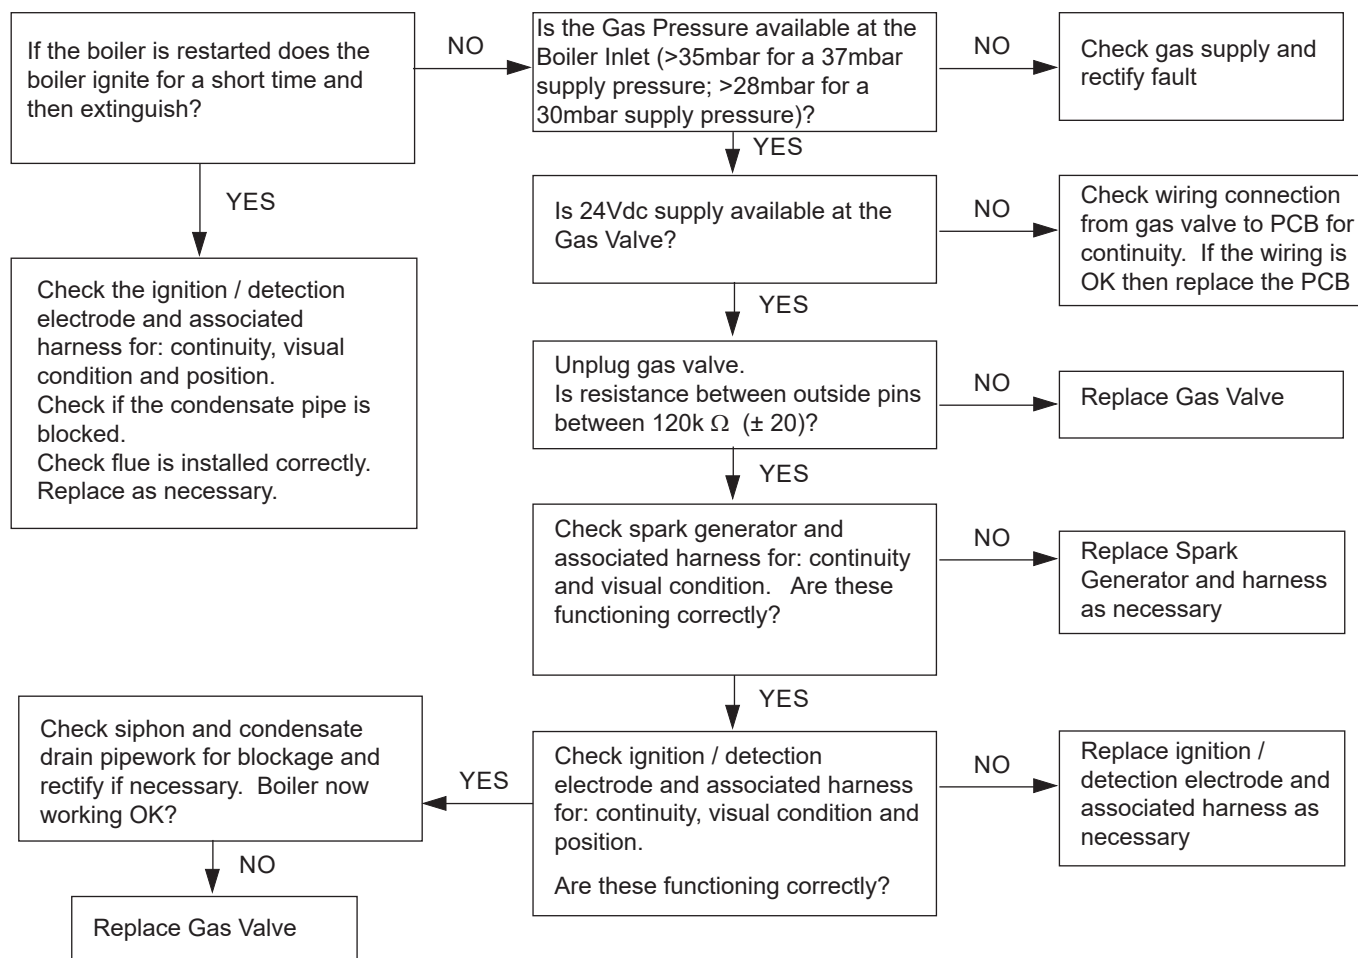 If the boiler is restarted does the
boiler ignite for a short time and
then extinguish?
NO
Is the Gas Pressure available at the
Boiler Inlet (>35mbar for a 37mbar
supply pressure; >28mbar for a
30mbar supply pressure)?
NO
Check gas supply and
rectify fault
YES
YES
Is 24Vdc supply available at the
Gas Valve?
NO
Check wiring connection
from gas valve to PCB for
continuity. If the wiring is
OK then replace the PCB
Check the ignition / detection
electrode and associated
harness for: continuity, visual
condition and position.
Check if the condensate pipe is
blocked.
Check flue is installed correctly.
Replace as necessary.
YES
Unplug gas valve.
Is resistance between outside pins
between 120k Ω (± 20)?
NO
Replace Gas Valve
YES
Check spark generator and
associated harness for: continuity
and visual condition. Are these
functioning correctly?
NO
Replace Spark
Generator and harness
as necessary
YES
Check ignition / detection
electrode and associated harness
for: continuity, visual condition and
position.
Are these functioning correctly?
NO
Replace ignition /
detection electrode and
associated harness as
necessary
YES
Check siphon and condensate
drain pipework for blockage and
rectify if necessary. Boiler now
working OK?
NO
Replace Gas Valve